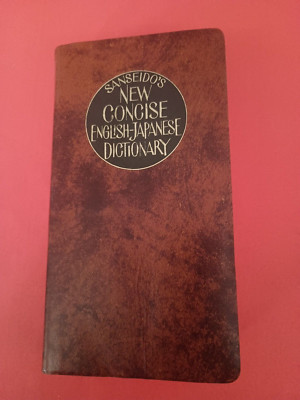 SANSEIDO'S
NEW
CONCISE
ENGLISH-JAPANESE
DICTIONARY